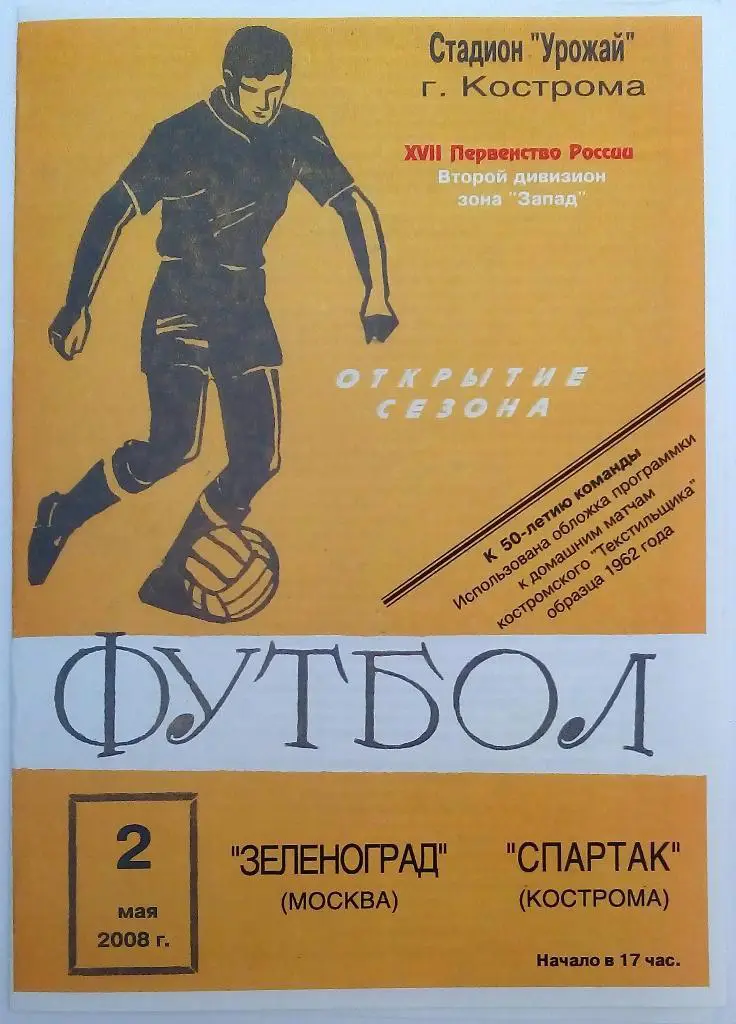 Стадион "Урожай"
г. Кострома
XVII Первенство России
Второй дивизион
зона "Запад"
ОТКРЫТИЕ
СЕЗОНА
К 50-летию команды
Использована обложка программки
к домашним матчам
костромского "Текстильщика"
образца 1962 года
ФУТБОЛ
2
мая
2008 г.
"ЗЕЛЕНОГРАД"
(МОСКВА)
"СПАРТАК"
(КОСТРОМА)
Начало в 17 час.